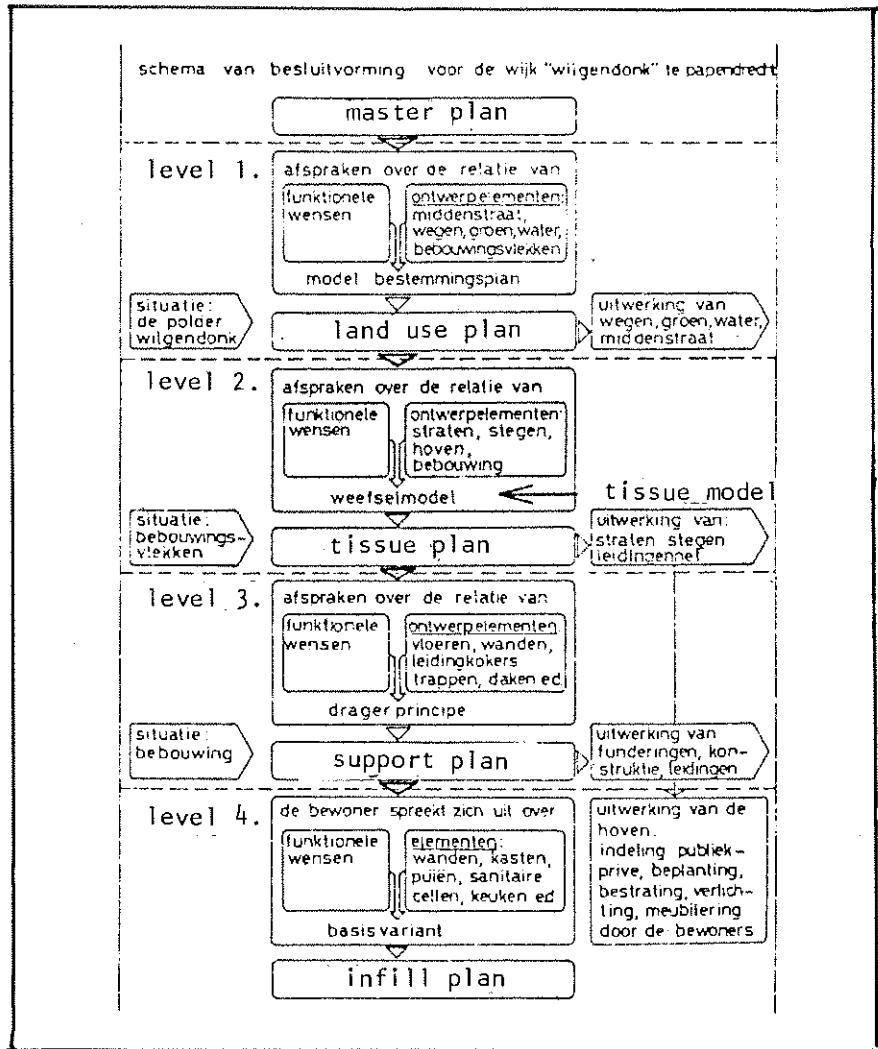 schema van besluitvorming voor de wijk "wilgendonk" te papendrecht
master plan
level 1.
afspraken over de relatie van
funktionele
wensen
ontwerpelementen:
middenstraat,
wegen, groen, water,
bebouwingsvlekken
model bestemmingsplan
situatie:
de polder
wilgendonk
land use plan
uitwerking van
wegen, groen, water,
middenstraat
level 2.
afspraken over de relatie van
funktionele
wensen
ontwerpelementen:
straten, stegen,
hoven,
bebouwing
weefselmodel
tissue model
situatie:
bebouwings-
vlekken
tissue plan
uitwerking van:
straten stegen
leidingennet
level 3.
afspraken over de relatie van
funktionele
wensen
ontwerpelementen
vloeren, wanden,
leidingkokers
trappen, daken ed
drager principe
situatie:
bebouwing
support plan
uitwerking van
funderingen, kon-
struktie, leidingen
level 4.
de bewoner spreekt zich uit over
funktionele
wensen
elementen:
wanden, kasten,
puiën, sanitaire
cellen, keuken ed
basisvariant
uitwerking van de
hoven.
indeling publiek-
prive, beplanting,
bestrating, verlich-
ting, meubilering
door de bewoners
infill plan